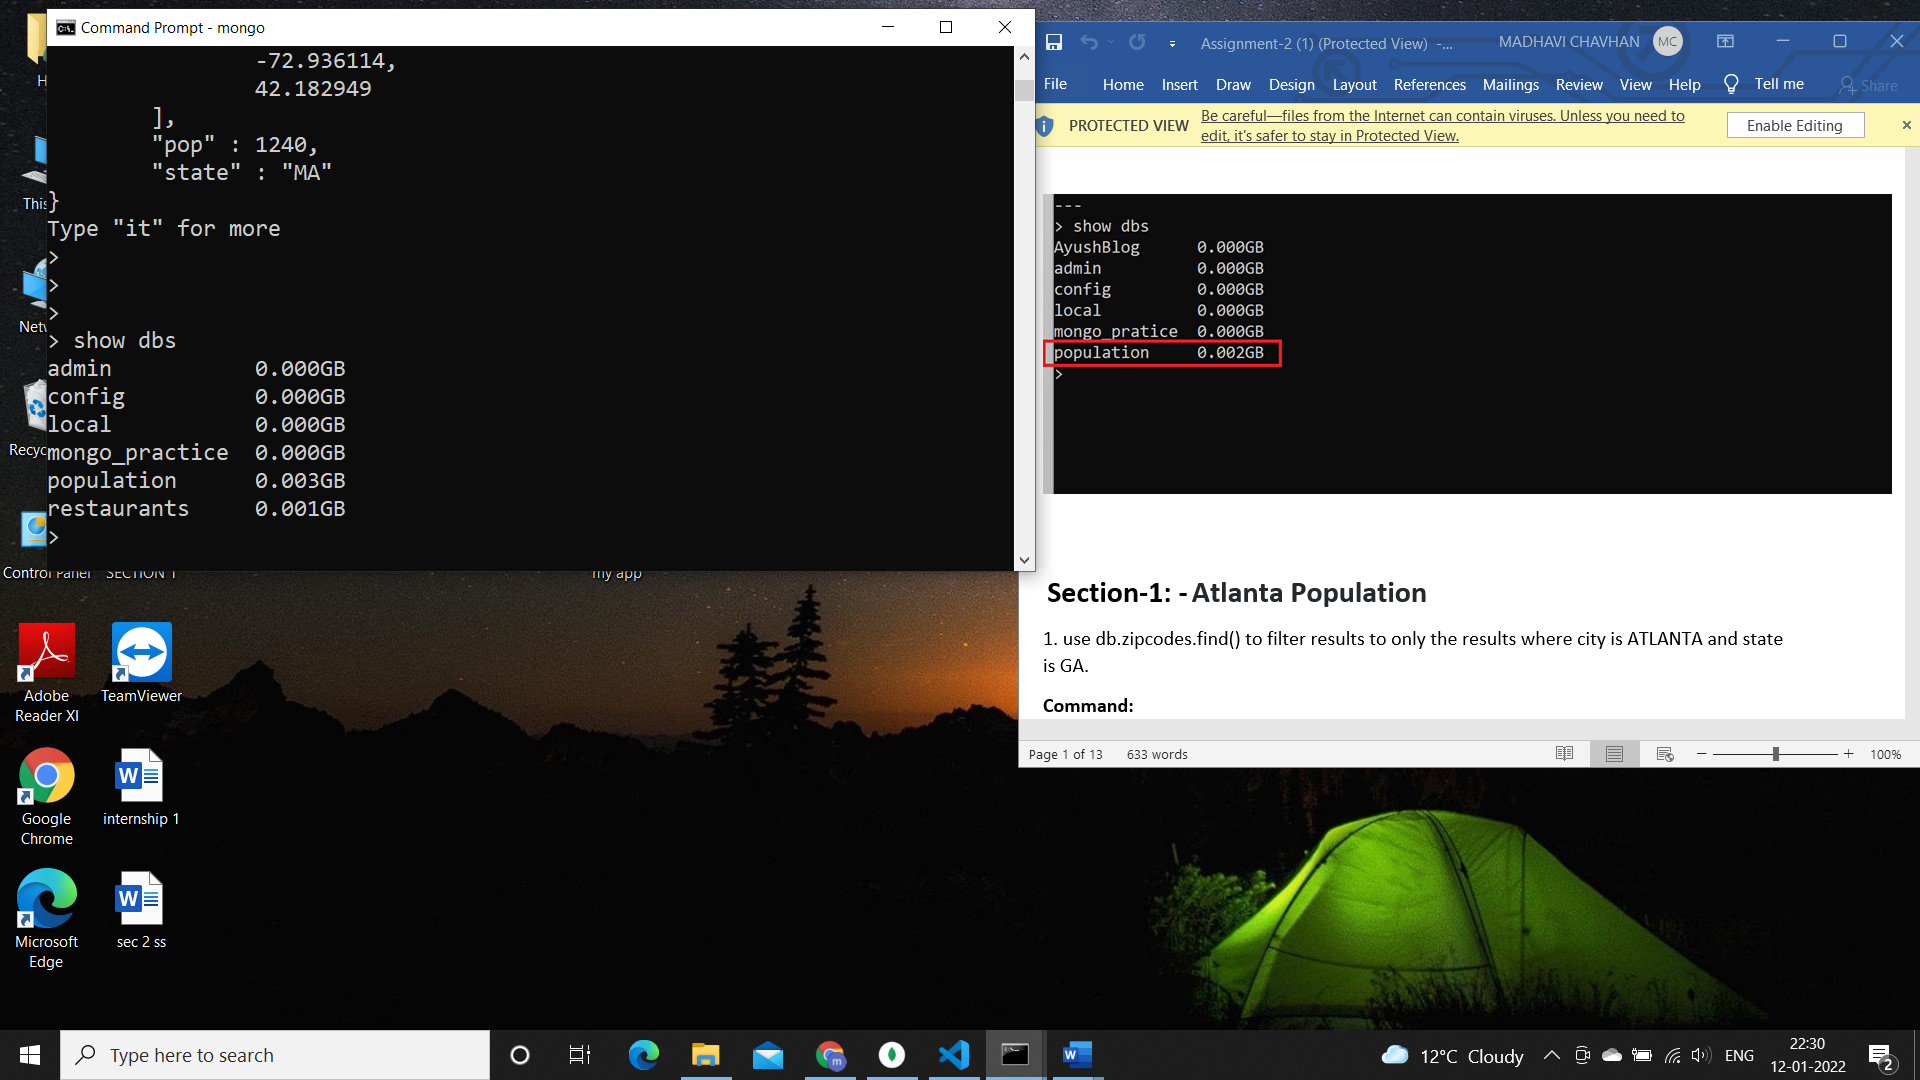 Command Prompt - mongo
-72.936114,
42.182949
],
"pop" : 1240,
"state" : "MA"
}
Type "it" for more
>
>
>
> show dbs
admin 0.000GB
config 0.000GB
local 0.000GB
mongo_practice 0.000GB
population 0.003GB
restaurants 0.001GB
>
Assignment-2 (1) (Protected View) -...
MADHAVI CHAVHAN MC
File Home Insert Draw Design Layout References Mailings Review View Help Tell me Share
PROTECTED VIEW
Be careful—files from the Internet can contain viruses. Unless you need to
edit, it's safer to stay in Protected View.
Enable Editing
---
> show dbs
AyushBlog 0.000GB
admin 0.000GB
config 0.000GB
local 0.000GB
mongo_pratice 0.000GB
population 0.002GB
>
Section-1: - Atlanta Population
1. use db.zipcodes.find() to filter results to only the results where city is ATLANTA and state
is GA.
Command:
Page 1 of 13 633 words 100%
H
This
Netw
Recyc
Control Panel
SECTION 1
my app
Adobe
Reader XI
TeamViewer
Google
Chrome
internship 1
Microsoft
Edge
sec 2 ss
Type here to search
12°C Cloudy
ENG
22:30
12-01-2022
2